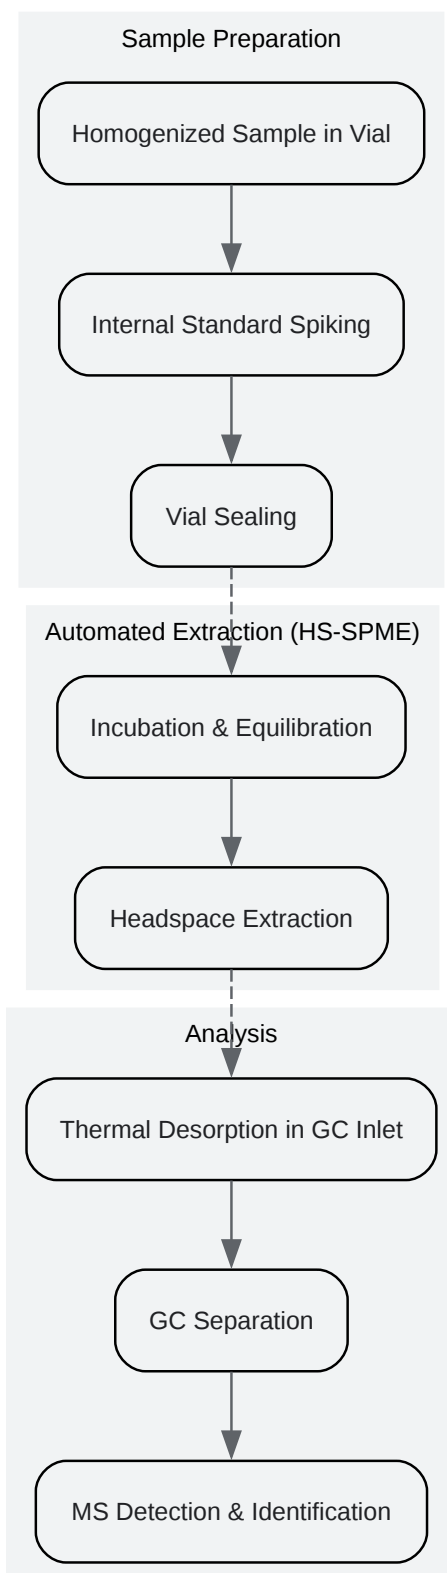 Sample Preparation
Homogenized Sample in Vial
Internal Standard Spiking
Vial Sealing
Automated Extraction (HS-SPME)
Incubation & Equilibration
Headspace Extraction
Analysis
Thermal Desorption in GC Inlet
GC Separation
MS Detection & Identification